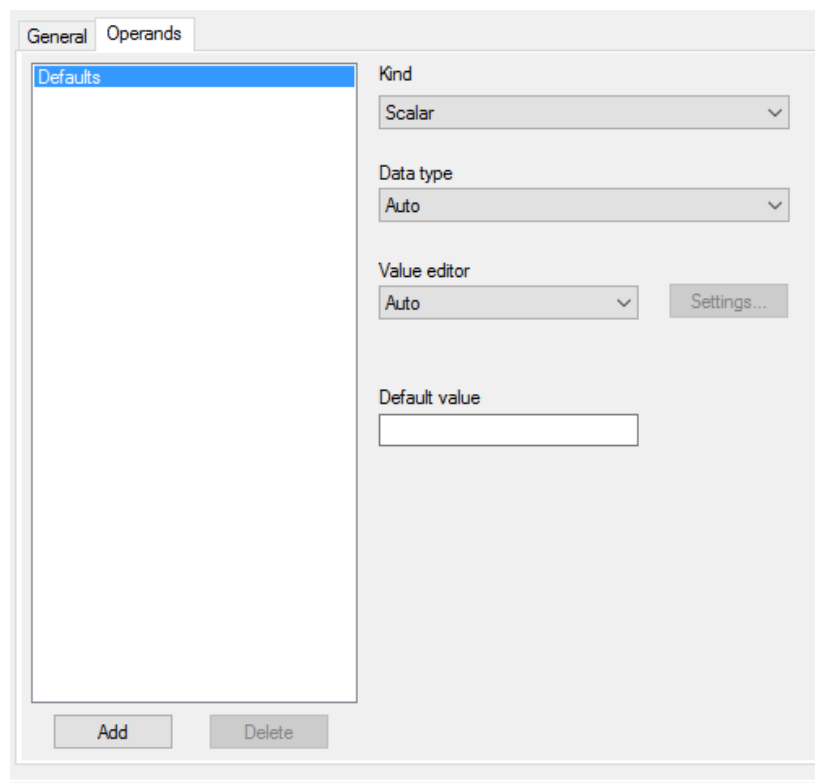 General Operands
Defaults
Kind
Scalar
Data type
Auto
Value editor
Auto Settings...
Default value
Add Delete